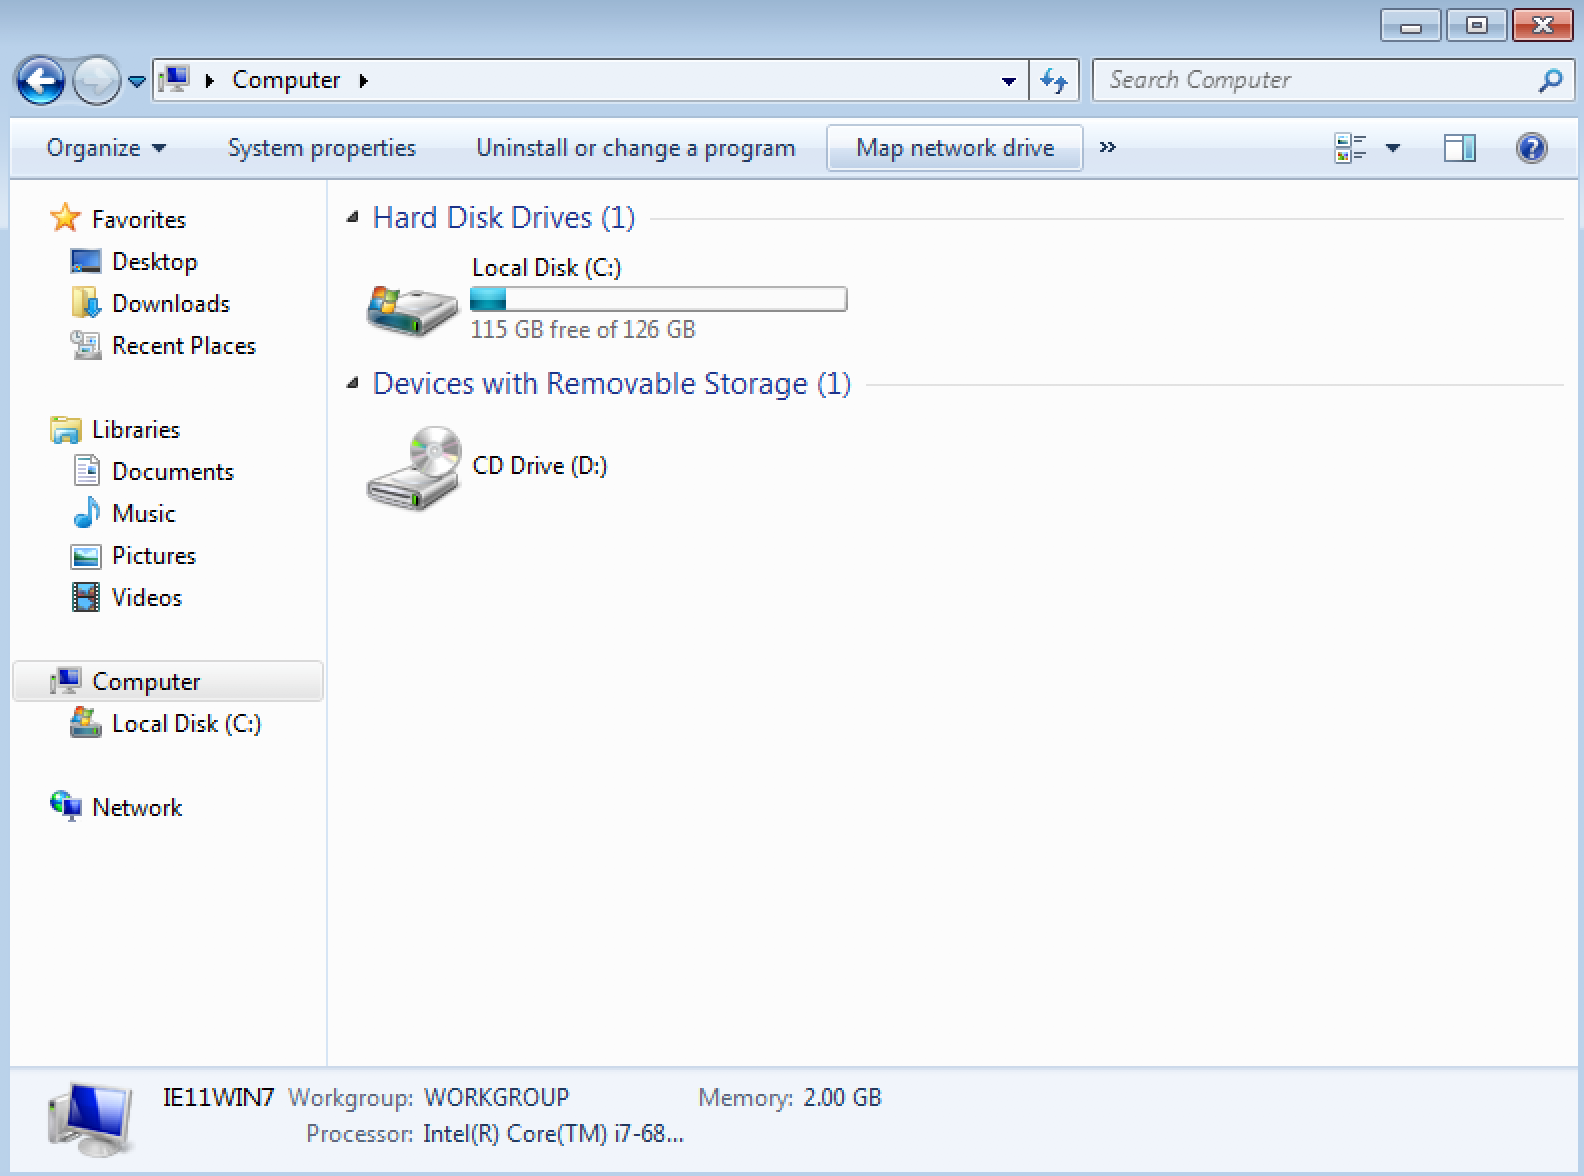 Computer
Search Computer
Organize
System properties
Uninstall or change a program
Map network drive
»
Favorites
Desktop
Downloads
Recent Places
Libraries
Documents
Music
Pictures
Videos
Computer
Local Disk (C:)
Network
Hard Disk Drives (1)
Local Disk (C:)
115 GB free of 126 GB
Devices with Removable Storage (1)
CD Drive (D:)
IE11WIN7 Workgroup: WORKGROUP Memory: 2.00 GB
Processor: Intel(R) Core(TM) i7-68...